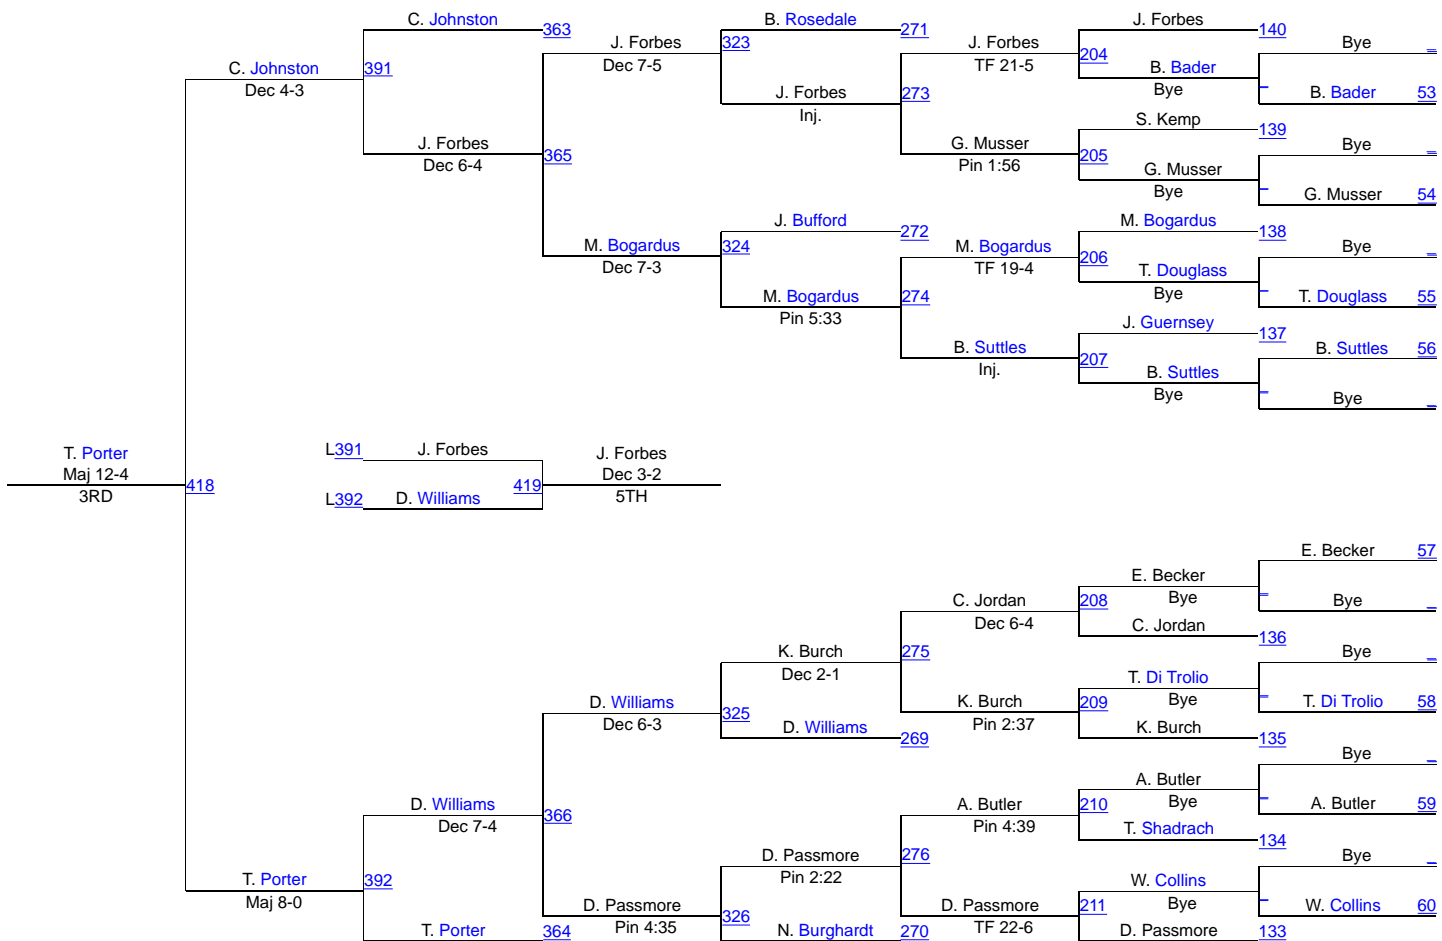 C. Johnston 363
B. Rosedale 271
J. Forbes 140
J. Forbes 323
Dec 7-5
J. Forbes
TF 21-5
204
Bye _
C. Johnston 391
Dec 4-3
B. Bader
Bye
_ B. Bader 53
J. Forbes 273
Inj.
S. Kemp 139
J. Forbes 365
Dec 6-4
G. Musser 205
Pin 1:56
Bye _
G. Musser
Bye
_ G. Musser 54
J. Bufford 272
M. Bogardus 138
M. Bogardus 324
Dec 7-3
M. Bogardus 206
TF 19-4
Bye _
T. Douglass
Bye
_ T. Douglass 55
M. Bogardus 274
Pin 5:33
J. Guernsey 137
B. Suttles 207
Inj.
B. Suttles 56
B. Suttles
Bye
_
Bye _
T. Porter
Maj 12-4
3RD
418
L391 J. Forbes
L392 D. Williams
419
J. Forbes
Dec 3-2
5TH
E. Becker 57
E. Becker
Bye
_
Bye _
C. Jordan 208
Dec 6-4
C. Jordan 136
K. Burch 275
Dec 2-1
Bye _
T. Di Trolio
Bye
_ T. Di Trolio 58
D. Williams 325
Dec 6-3
K. Burch 209
Pin 2:37
D. Williams 269
K. Burch 135
Bye _
A. Butler
Bye
_ A. Butler 59
D. Williams 366
Dec 7-4
A. Butler 210
Pin 4:39
T. Shadrach 134
D. Passmore 276
Pin 2:22
Bye _
T. Porter 392
Maj 8-0
W. Collins
Bye
_ W. Collins 60
D. Passmore 326
Pin 4:35
D. Passmore 211
TF 22-6
T. Porter 364
N. Burghardt 270
D. Passmore 133